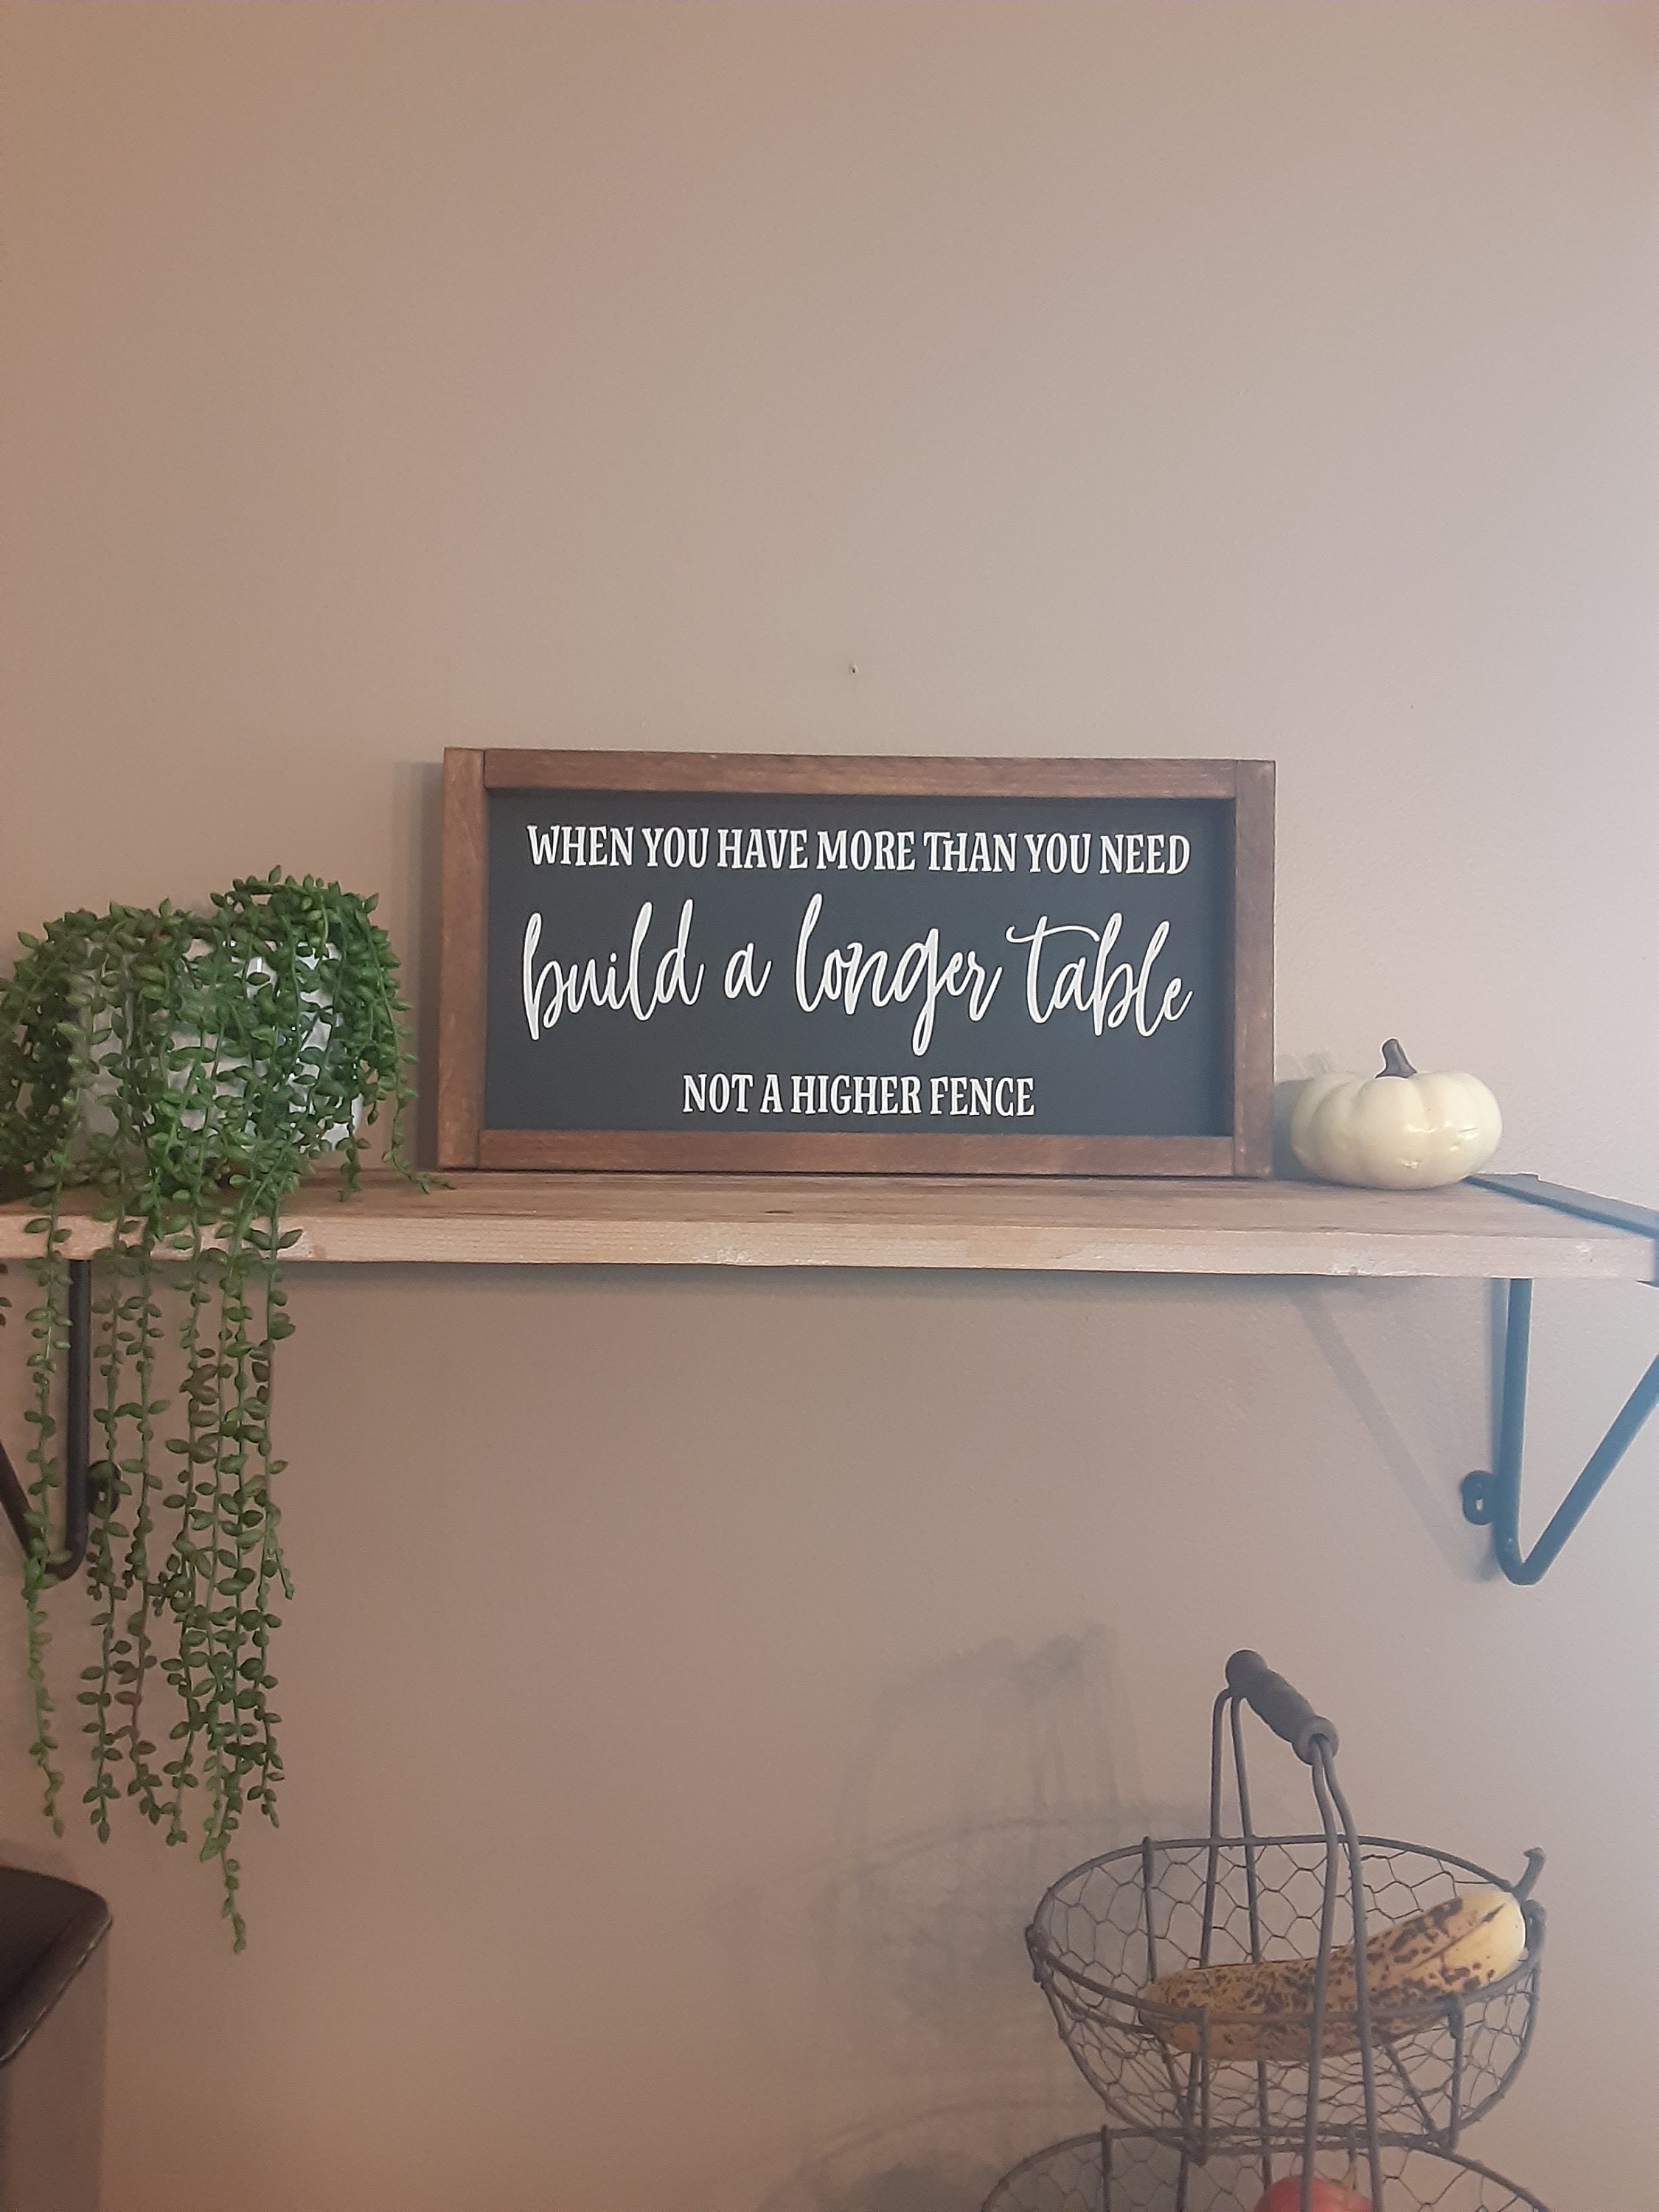 WHEN YOU HAVE MORE THAN YOU NEED
build a longer table
NOT A HIGHER FENCE